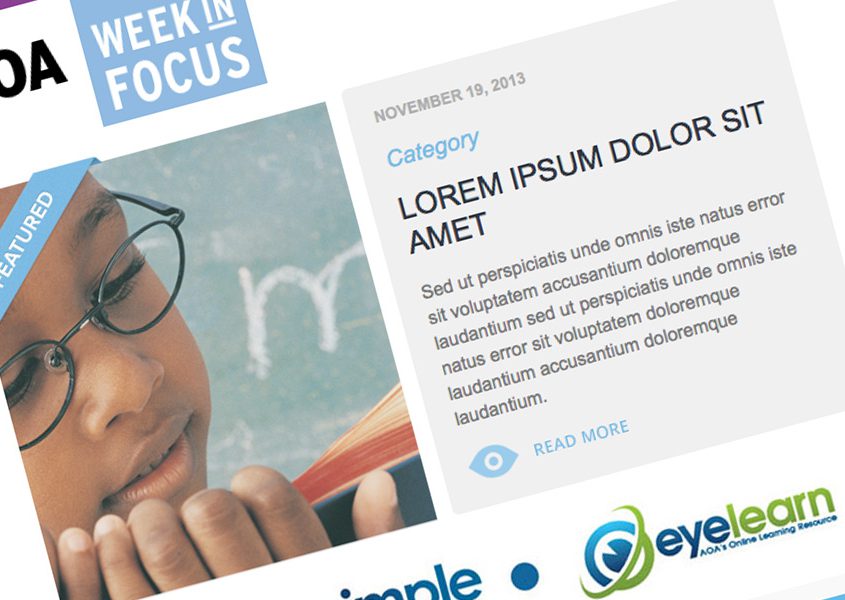 OA
WEEK IN
FOCUS
FEATURED
m
NOVEMBER 19, 2013
Category
LOREM IPSUM DOLOR SIT
AMET
Sed ut perspiciatis unde omnis iste natus error
sit voluptatem accusantium doloremque
laudantium sed ut perspiciatis unde omnis iste
natus error sit voluptatem doloremque
laudantium accusantium doloremque
laudantium.
READ MORE
imple
eyelearn
AOA's Online Learning Resource